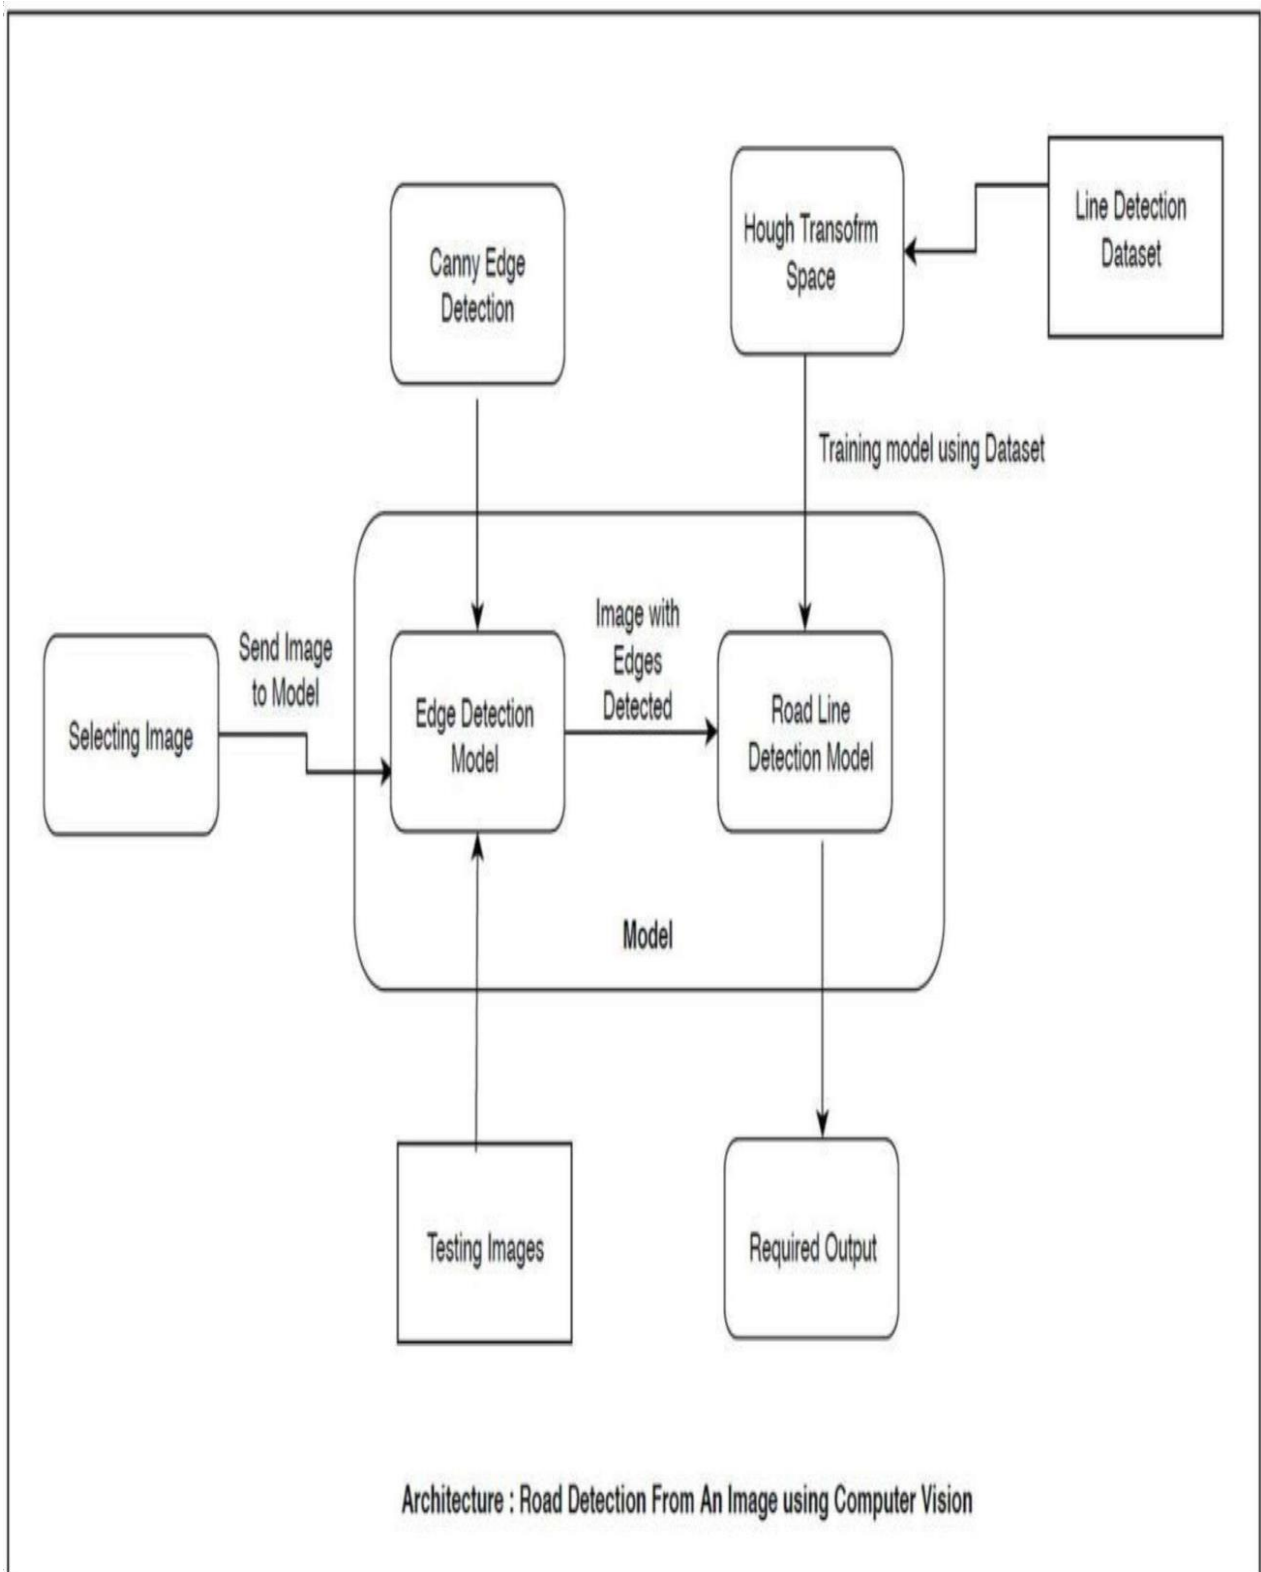 Canny Edge
Detection
Hough Transofrm
Space
Line Detection
Dataset
Training model using Dataset
Selecting Image
Send Image
to Model
Edge Detection
Model
Image with
Edges
Detected
Road Line
Detection Model
Model
Testing Images
Required Output
Architecture : Road Detection From An Image using Computer Vision